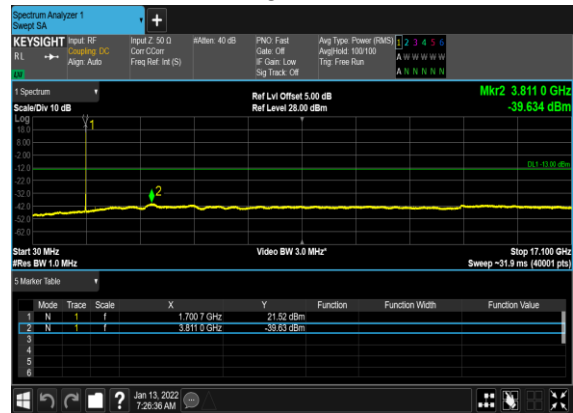 Spectrum Analyzer 1
Swept SA
+
KEYSIGHT Input: RF Input Z: 50 Ω #Atten: 40 dB PNO: Fast Avg Type: Power (RMS) 1 2 3 4 5 6
RL Coupling: DC Corr CCorr Gate: Off Avg|Hold: 100/100 A W W W W W
Align: Auto Freq Ref: Int (S) IF Gain: Low Trig: Free Run
LXI Sig Track: Off A N N N N N
1 Spectrum Ref Lvl Offset 5.00 dB Mkr2 3.811 0 GHz
Scale/Div 10 dB Ref Level 28.00 dBm -39.634 dBm
Log
18.0 1
8.00
-2.00
-12.0 DL1 -13.00 dBm
-22.0
-32.0 2
-42.0
-52.0
-62.0
Start 30 MHz Video BW 3.0 MHz* Stop 17.100 GHz
#Res BW 1.0 MHz Sweep ~31.9 ms (40001 pts)
5 Marker Table
Mode Trace Scale X Y Function Function Width Function Value
1 N 1 f 1.700 7 GHz 21.52 dBm
2 N 1 f 3.811 0 GHz -39.63 dBm
3
4
5
6
? Jan 13, 2022
7:26:36 AM